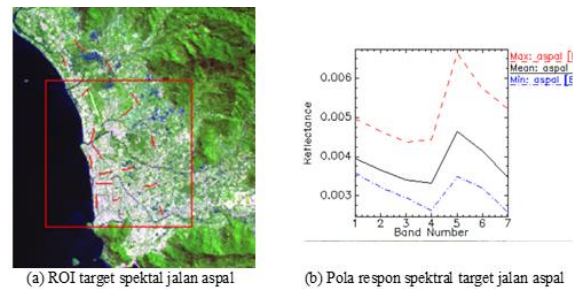 Max: aspal [E
Mean: aspal
Min: aspal [E
0.006
0.005
0.004
0.003
Reflectance
1 2 3 4 5 6 7
Band Number
(a) ROI target spektal jalan aspal
(b) Pola respon spektral target jalan aspal